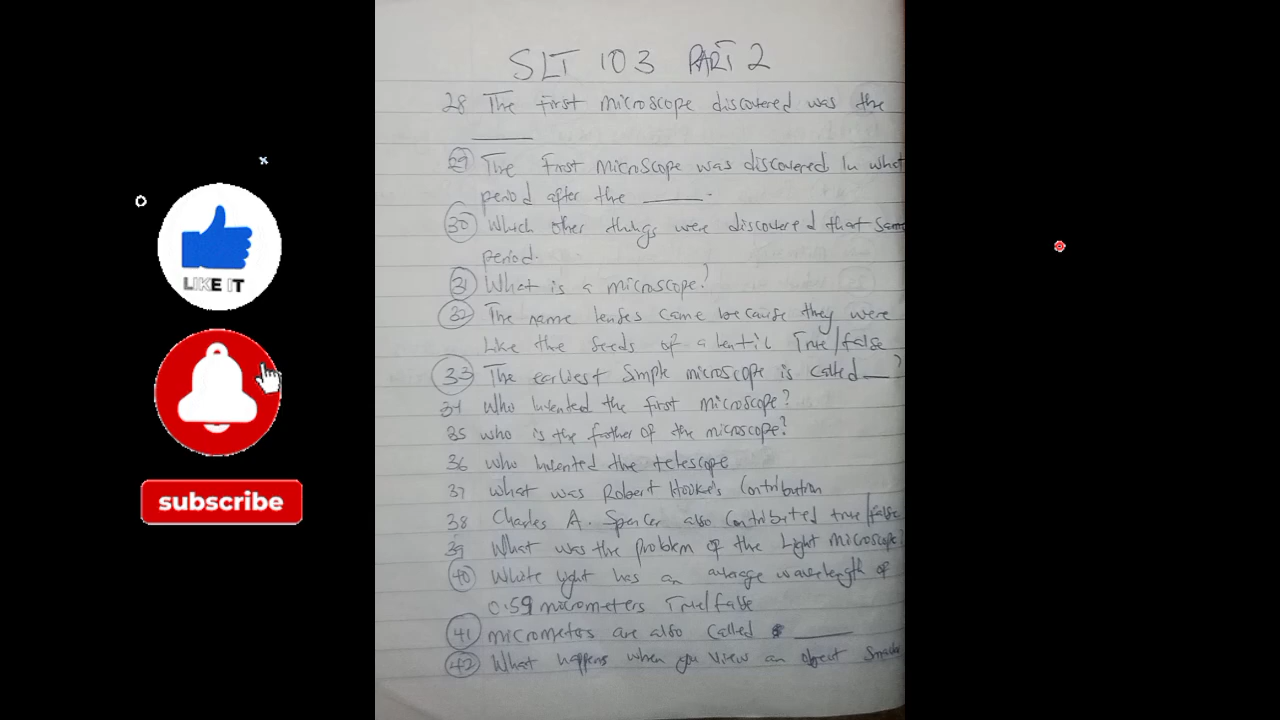 SLT 103 PART 2
28 The first microscope discovered was the
____
29 The First microscope was discovered in what
period after the ____.
30 Which other things were discovered that same
period.
31 What is a microscope?
32 The name lenses came because they were
Like the seeds of a lentil True/false
33 The earliest Simple microscope is called __?
34 Who invented the first microscope?
35 who is the father of the microscope?
36 who invented the telescope
37 What was Robert Hooke's Contribution
38 Charles A. Spencer also contributed true/false
39 What was the problem of the Light microscope?
40 White light has an average wavelength of
0.59 micrometers True/false
41 micrometers are also called ____
42 What happens when you view an object
LIKE IT
subscribe